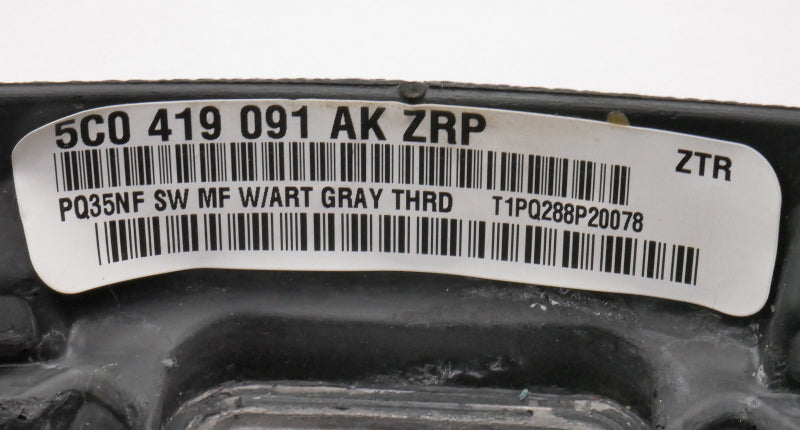 5C0 419 091 AK ZRP
ZTR
PQ35NF SW MF W/ART GRAY THRD T1PQ288P20078